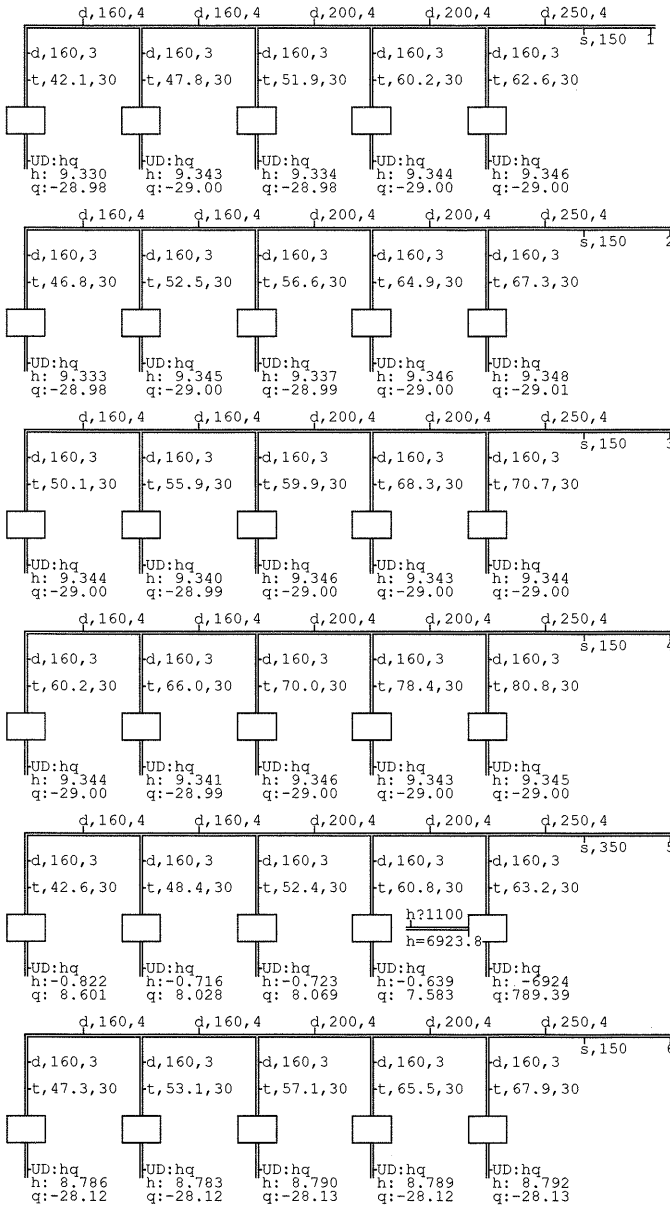 d,160,4 d,160,4 d,200,4 d,200,4 d,250,4
s,150 1
d,160,3 d,160,3 d,160,3 d,160,3 d,160,3
t,42.1,30 t,47.8,30 t,51.9,30 t,60.2,30 t,62.6,30
UD:hq UD:hq UD:hq UD:hq UD:hq
h: 9.330 h: 9.343 h: 9.334 h: 9.344 h: 9.346
q:-28.98 q:-29.00 q:-28.98 q:-29.00 q:-29.00
d,160,4 d,160,4 d,200,4 d,200,4 d,250,4
s,150 2
d,160,3 d,160,3 d,160,3 d,160,3 d,160,3
t,46.8,30 t,52.5,30 t,56.6,30 t,64.9,30 t,67.3,30
UD:hq UD:hq UD:hq UD:hq UD:hq
h: 9.333 h: 9.345 h: 9.337 h: 9.346 h: 9.348
q:-28.98 q:-29.00 q:-28.99 q:-29.00 q:-29.01
d,160,4 d,160,4 d,200,4 d,200,4 d,250,4
s,150 3
d,160,3 d,160,3 d,160,3 d,160,3 d,160,3
t,50.1,30 t,55.9,30 t,59.9,30 t,68.3,30 t,70.7,30
UD:hq UD:hq UD:hq UD:hq UD:hq
h: 9.344 h: 9.340 h: 9.346 h: 9.343 h: 9.344
q:-29.00 q:-28.99 q:-29.00 q:-29.00 q:-29.00
d,160,4 d,160,4 d,200,4 d,200,4 d,250,4
s,150 4
d,160,3 d,160,3 d,160,3 d,160,3 d,160,3
t,60.2,30 t,66.0,30 t,70.0,30 t,78.4,30 t,80.8,30
UD:hq UD:hq UD:hq UD:hq UD:hq
h: 9.344 h: 9.341 h: 9.346 h: 9.343 h: 9.345
q:-29.00 q:-28.99 q:-29.00 q:-29.00 q:-29.00
d,160,4 d,160,4 d,200,4 d,200,4 d,250,4
s,350 5
d,160,3 d,160,3 d,160,3 d,160,3 d,160,3
t,42.6,30 t,48.4,30 t,52.4,30 t,60.8,30 t,63.2,30
h?1100
h=6923.8
UD:hq UD:hq UD:hq UD:hq UD:hq
h:-0.822 h:-0.716 h:-0.723 h:-0.639 h: -6924
q: 8.601 q: 8.028 q: 8.069 q: 7.583 q:789.39
d,160,4 d,160,4 d,200,4 d,200,4 d,250,4
s,150 6
d,160,3 d,160,3 d,160,3 d,160,3 d,160,3
t,47.3,30 t,53.1,30 t,57.1,30 t,65.5,30 t,67.9,30
UD:hq UD:hq UD:hq UD:hq UD:hq
h: 8.786 h: 8.783 h: 8.790 h: 8.789 h: 8.792
q:-28.12 q:-28.12 q:-28.13 q:-28.12 q:-28.13